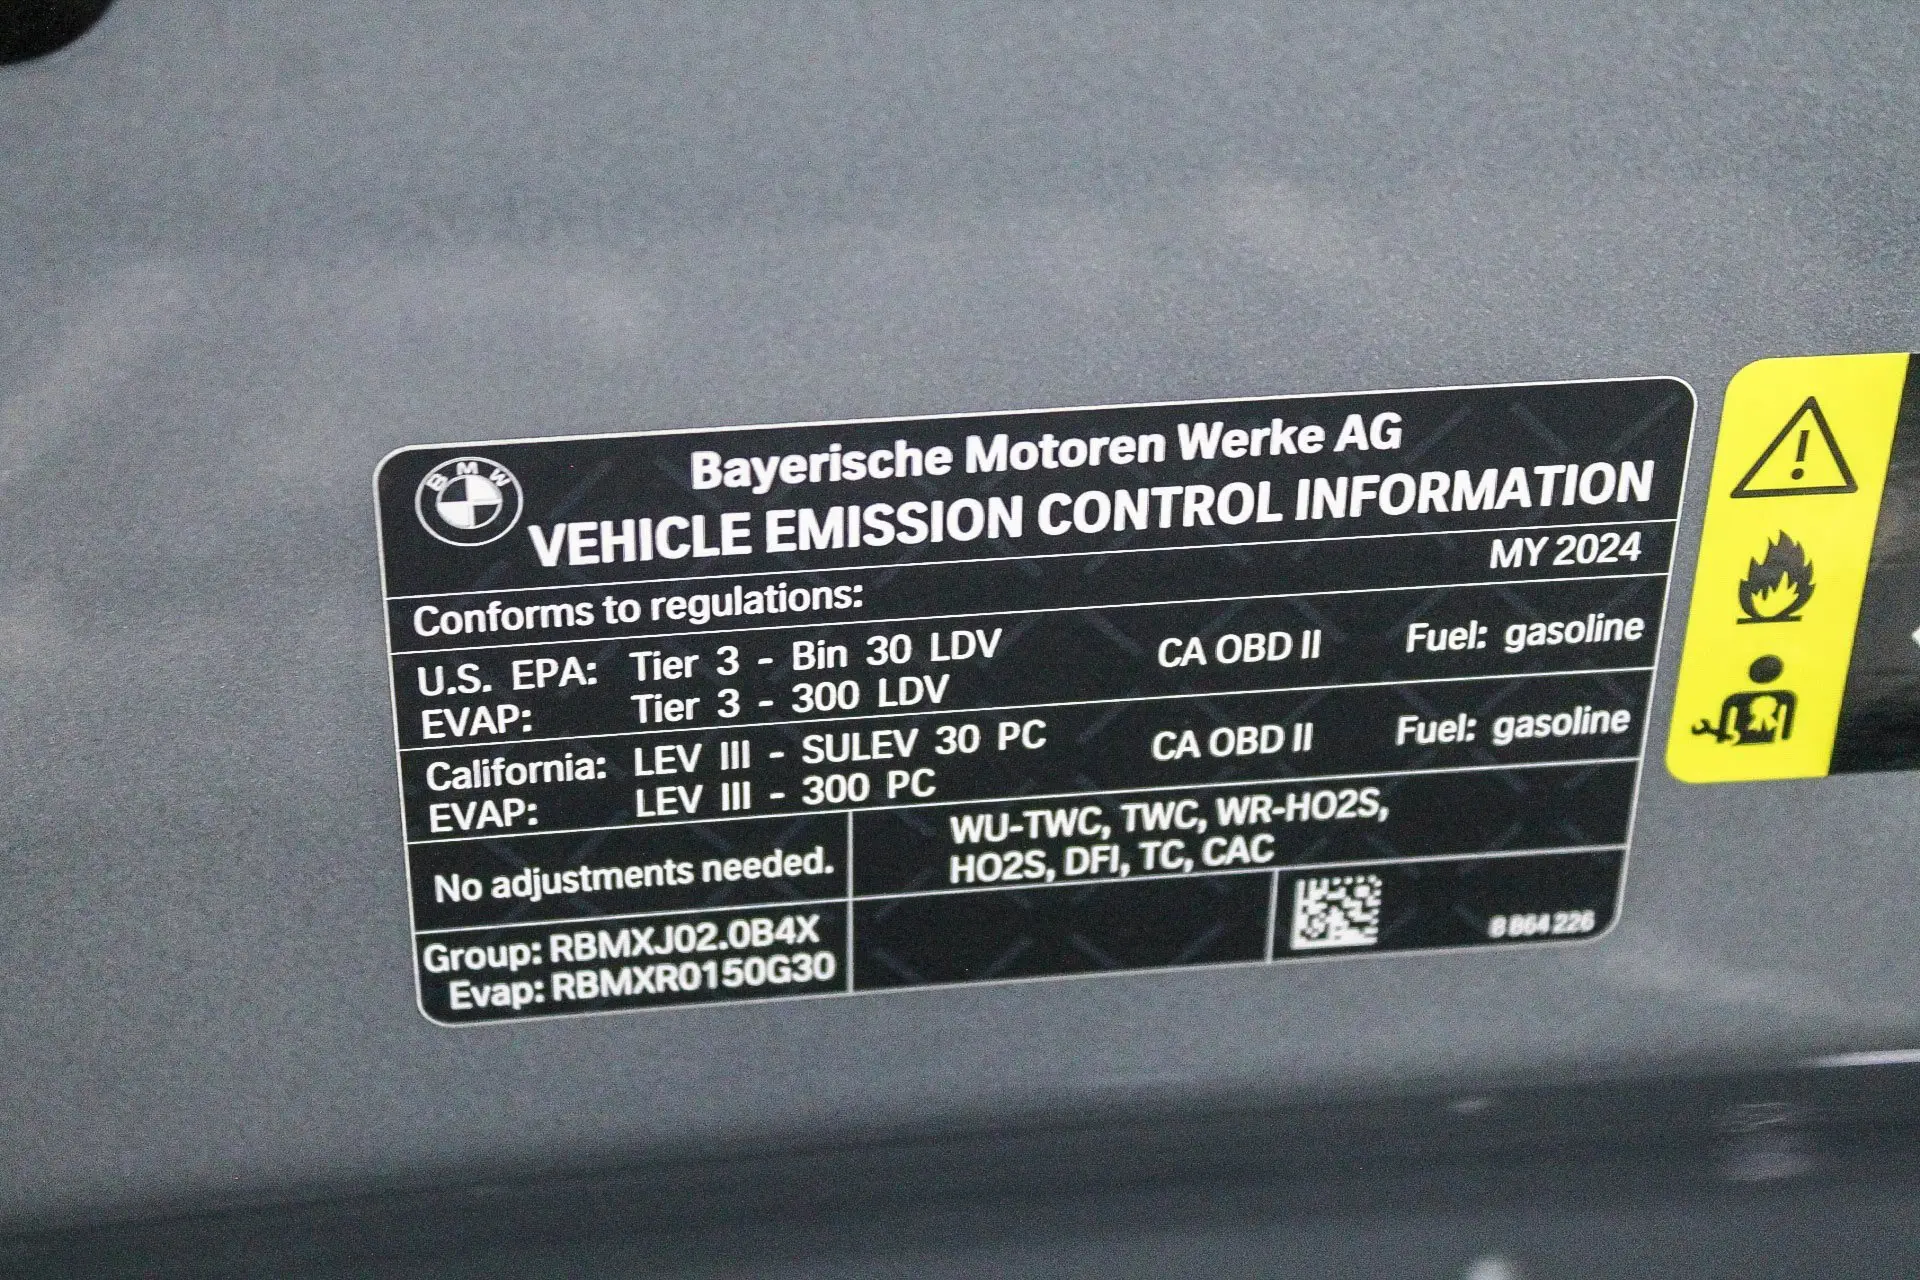 BMW
Bayerische Motoren Werke AG
VEHICLE EMISSION CONTROL INFORMATION
MY 2024
Conforms to regulations:
U.S. EPA: Tier 3 - Bin 30 LDV CA OBD II Fuel: gasoline
EVAP: Tier 3 - 300 LDV
California: LEV III - SULEV 30 PC CA OBD II Fuel: gasoline
EVAP: LEV III - 300 PC
No adjustments needed.
WU-TWC, TWC, WR-HO2S,
HO2S, DFI, TC, CAC
Group: RBMXJ02.0B4X
Evap: RBMXR0150G30
8 864 226